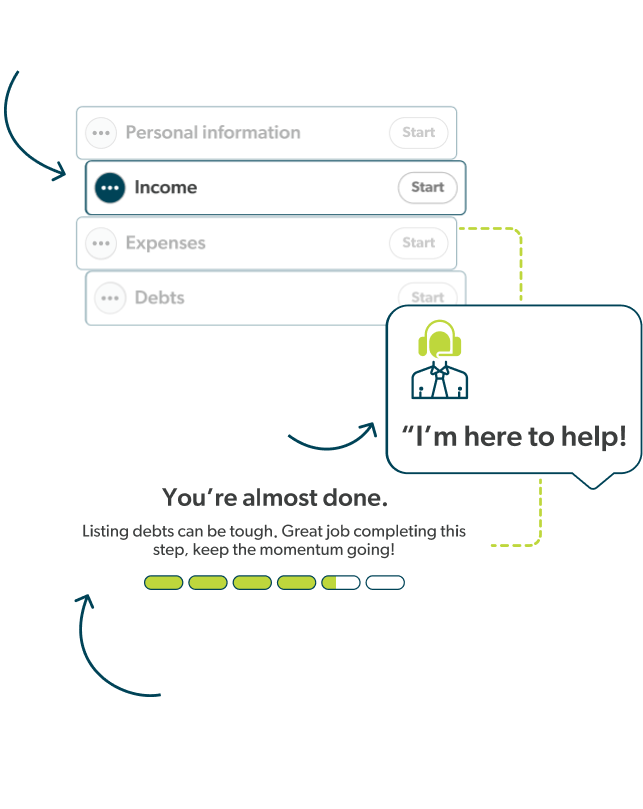 Personal information
Start
Income
Start
Expenses
Start
Debts
Start
“I’m here to help!
You’re almost done.
Listing debts can be tough. Great job completing this
step, keep the momentum going!